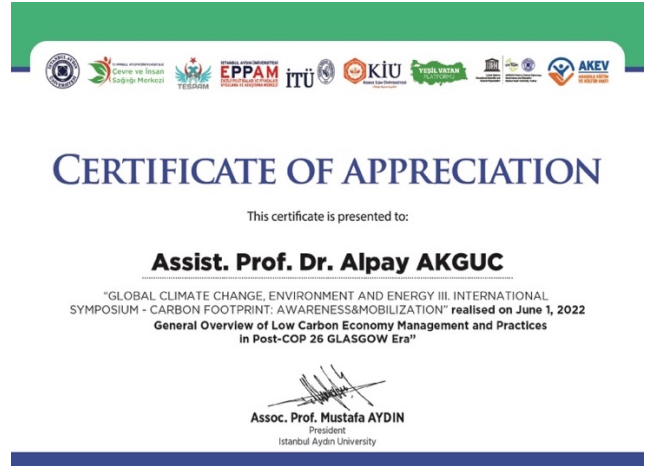 Çevre ve İnsan
Sağlığı Merkezi
TESPAM
EPPAM
İTÜ
KİÜ
YEŞİL VATAN
PLATFORMU
AKEV
CERTIFICATE OF APPRECIATION
This certificate is presented to:
Assist. Prof. Dr. Alpay AKGUC
"GLOBAL CLIMATE CHANGE, ENVIRONMENT AND ENERGY III. INTERNATIONAL
SYMPOSIUM - CARBON FOOTPRINT: AWARENESS&MOBILIZATION" realised on June 1, 2022
General Overview of Low Carbon Economy Management and Practices
in Post-COP 26 GLASGOW Era"
Assoc. Prof. Mustafa AYDIN
President
Istanbul Aydın University